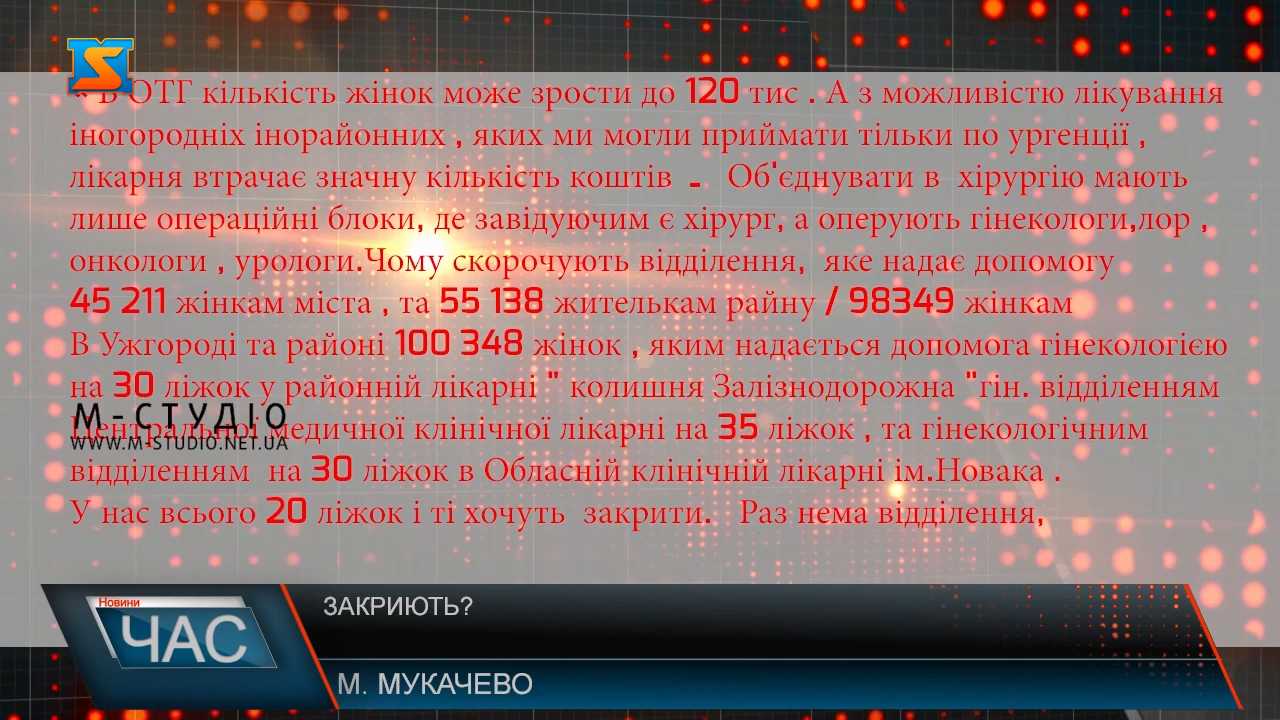 « В ОТГ кількість жінок може зрости до 120 тис . А з можливістю лікування
іногородніх інорайонних , яких ми могли приймати тільки по ургенції ,
лікарня втрачає значну кількість коштів - Об'єднувати в хірургію мають
лише операційні блоки, де завідуючим є хірург, а оперують гінекологи,лор ,
онкологи , урологи.Чому скорочують відділення, яке надає допомогу
45 211 жінкам міста , та 55 138 жителькам райну / 98349 жінкам
В Ужгороді та районі 100 348 жінок , яким надається допомога гінекологією
на 30 ліжок у районній лікарні " колишня Залізнодорожна "гін. відділенням
М-СТУДІО
Центральної медичної клінічної лікарні на 35 ліжок , та гінекологічним
WWW.M-STUDIO.NET.UA
відділенням на 30 ліжок в Обласній клінічній лікарні ім.Новака .
У нас всього 20 ліжок і ті хочуть закрити. Раз нема відділення,
Новини
ЧАС
ЗАКРИЮТЬ?
М. МУКАЧЕВО